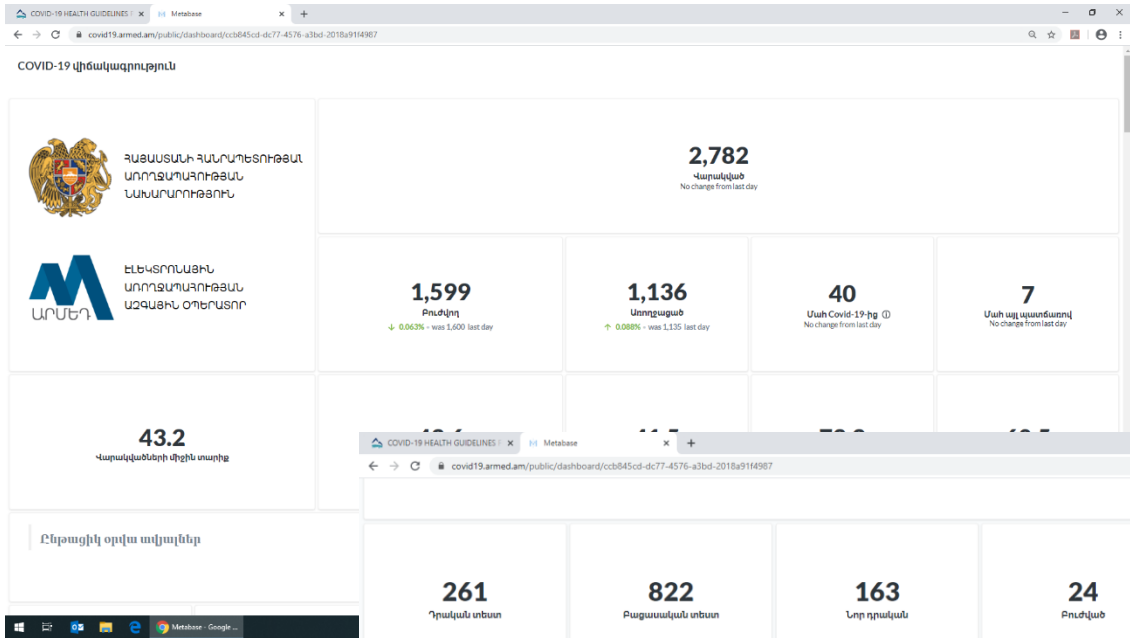 COVID-19 HEALTH GUIDELINES F
Metabase
covid19.armed.am/public/dashboard/ccb845cd-dc77-4576-a3bd-2018a91f4987
COVID-19 վիճակագրություն
ՀԱՅԱՍՏԱՆԻ ՀԱՆՐԱՊԵՏՈՒԹՅԱՆ
ԱՌՈՂՋԱՊԱՀՈՒԹՅԱՆ
ՆԱԽԱՐԱՐՈՒԹՅՈՒՆ
2,782
Վարակված
No change from last day
ԱՐՄԵԴ
ԷԼԵԿՏՐՈՆԱՅԻՆ
ԱՌՈՂՋԱՊԱՀՈՒԹՅԱՆ
ԱԶԳԱՅԻՆ ՕՊԵՐԱՏՈՐ
1,599
Բուժվող
↓ 0.063% - was 1,600 last day
1,136
Առողջացած
↑ 0.088% - was 1,135 last day
40
Մահ Covid-19-ից
No change from last day
7
Մահ այլ պատճառով
No change from last day
43.2
Վարակվածների միջին տարիք
Ընթացիկ օրվա տվյալներ
COVID-19 HEALTH GUIDELINES F
Metabase
covid19.armed.am/public/dashboard/ccb845cd-dc77-4576-a3bd-2018a91f4987
261
Դրական տեստ
822
Բացասական տեստ
163
Նոր դրական
24
Բուժված
Metabase - Google ...